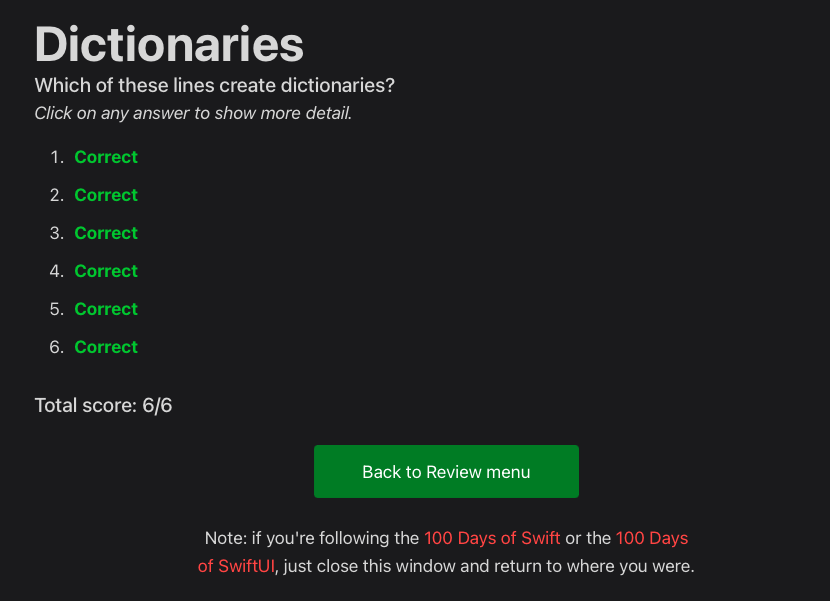 Dictionaries
Which of these lines create dictionaries?
Click on any answer to show more detail.
1. Correct
2. Correct
3. Correct
4. Correct
5. Correct
6. Correct
Total score: 6/6
Back to Review menu
Note: if you're following the 100 Days of Swift or the 100 Days
of SwiftUI, just close this window and return to where you were.